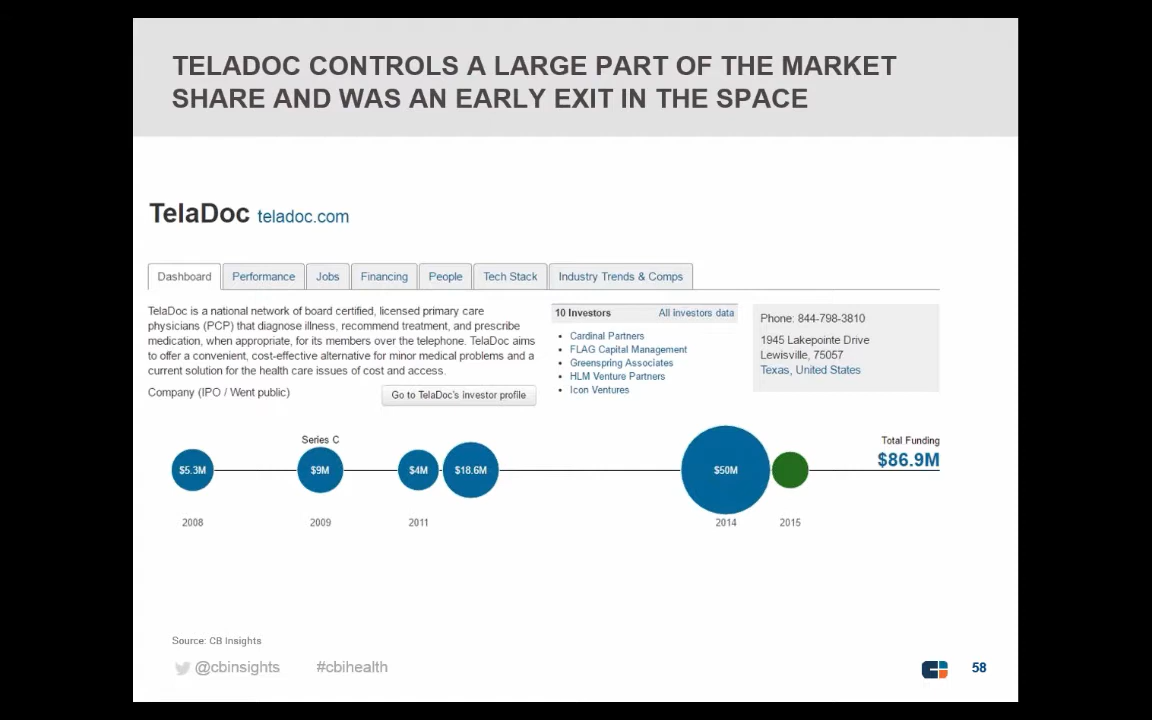 TELADOC CONTROLS A LARGE PART OF THE MARKET
SHARE AND WAS AN EARLY EXIT IN THE SPACE
TelaDoc teladoc.com
Dashboard Performance Jobs Financing People Tech Stack Industry Trends & Comps
TelaDoc is a national network of board certified, licensed primary care
physicians (PCP) that diagnose illness, recommend treatment, and prescribe
medication, when appropriate, for its members over the telephone. TelaDoc aims
to offer a convenient, cost-effective alternative for minor medical problems and a
current solution for the health care issues of cost and access.
Company (IPO / Went public)
Go to TelaDoc's investor profile
10 Investors All investors data
Cardinal Partners
FLAG Capital Management
Greenspring Associates
HLM Venture Partners
Icon Ventures
Phone: 844-798-3810
1945 Lakepointe Drive
Lewisville, 75057
Texas, United States
Series C
Total Funding
$86.9M
$5.3M $9M $4M $18.6M $50M
2008 2009 2011 2014 2015
Source: CB Insights
@cbinsights #cbihealth
58